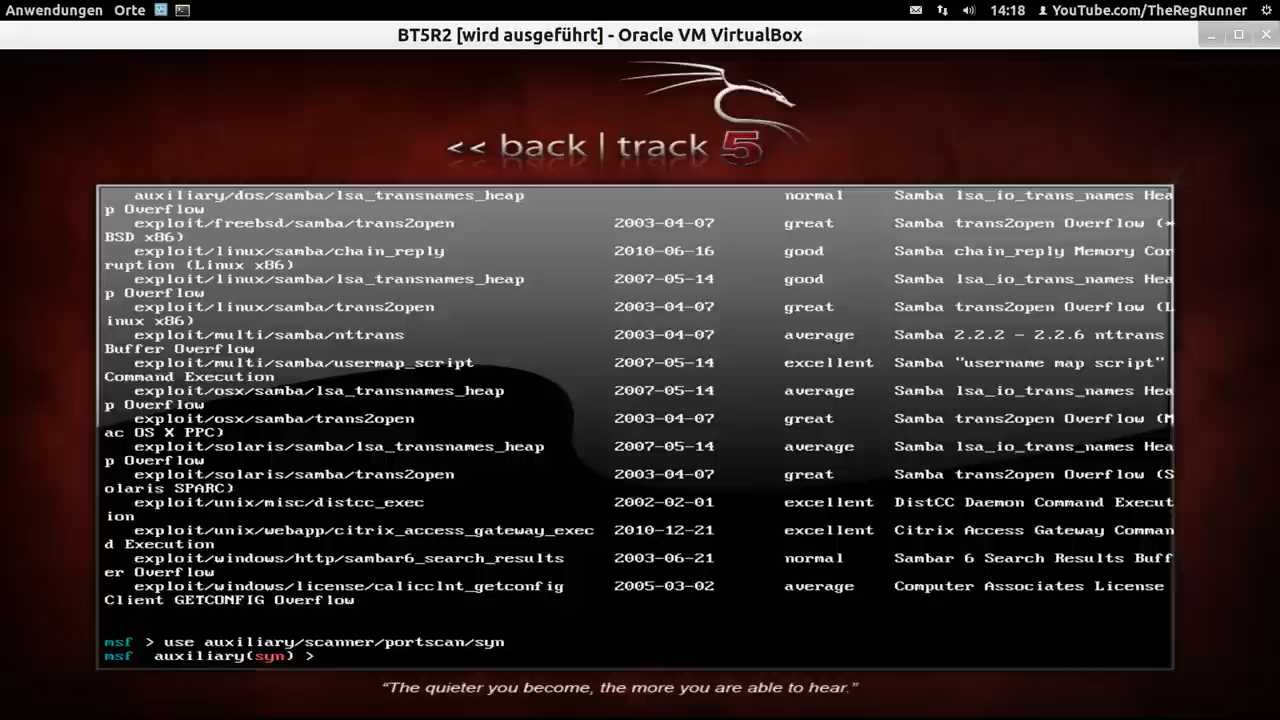 Anwendungen Orte 14:18 YouTube.com/TheRegRunner
BT5R2 [wird ausgeführt] - Oracle VM VirtualBox
<< back | track 5
auxiliary/dos/samba/lsa_transnames_heap normal Samba lsa_io_trans_names Hea
p Overflow
exploit/freebsd/samba/trans2open 2003-04-07 great Samba trans2open Overflow (*
BSD x86)
exploit/linux/samba/chain_reply 2010-06-16 good Samba chain_reply Memory Cor
ruption (Linux x86)
exploit/linux/samba/lsa_transnames_heap 2007-05-14 good Samba lsa_io_trans_names Hea
p Overflow
exploit/linux/samba/trans2open 2003-04-07 great Samba trans2open Overflow (L
inux x86)
exploit/multi/samba/nttrans 2003-04-07 average Samba 2.2.2 - 2.2.6 nttrans
Buffer Overflow
exploit/multi/samba/usermap_script 2007-05-14 excellent Samba "username map script"
Command Execution
exploit/osx/samba/lsa_transnames_heap 2007-05-14 average Samba lsa_io_trans_names Hea
p Overflow
exploit/osx/samba/trans2open 2003-04-07 great Samba trans2open Overflow (M
ac OS X PPC)
exploit/solaris/samba/lsa_transnames_heap 2007-05-14 average Samba lsa_io_trans_names Hea
p Overflow
exploit/solaris/samba/trans2open 2003-04-07 great Samba trans2open Overflow (S
olaris SPARC)
exploit/unix/misc/distcc_exec 2002-02-01 excellent DistCC Daemon Command Execut
ion
exploit/unix/webapp/citrix_access_gateway_exec 2010-12-21 excellent Citrix Access Gateway Comman
d Execution
exploit/windows/http/sambar6_search_results 2003-06-21 normal Sambar 6 Search Results Buff
er Overflow
exploit/windows/license/calicclnt_getconfig 2005-03-02 average Computer Associates License
Client GETCONFIG Overflow
msf > use auxiliary/scanner/portscan/syn
msf auxiliary(syn) >
“The quieter you become, the more you are able to hear.”